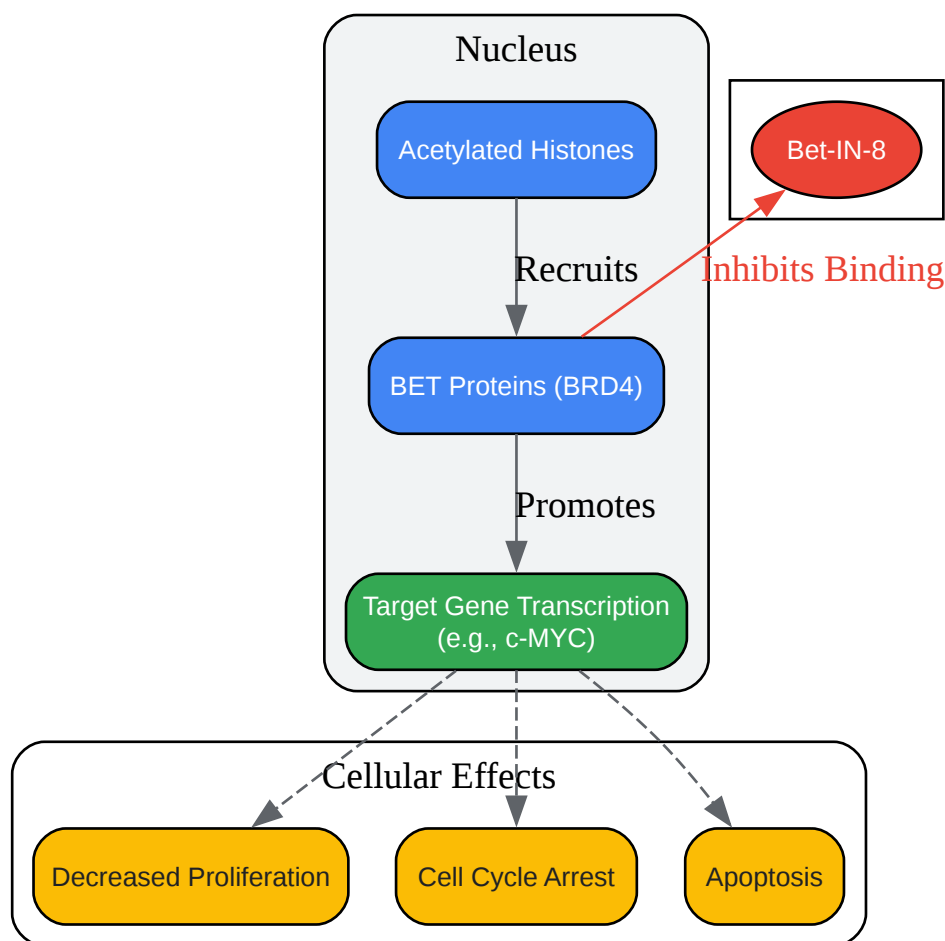 Nucleus
Acetylated Histones
Bet-IN-8
Recruits
Inhibits Binding
BET Proteins (BRD4)
Promotes
Target Gene Transcription
(e.g., c-MYC)
Cellular Effects
Decreased Proliferation
Cell Cycle Arrest
Apoptosis